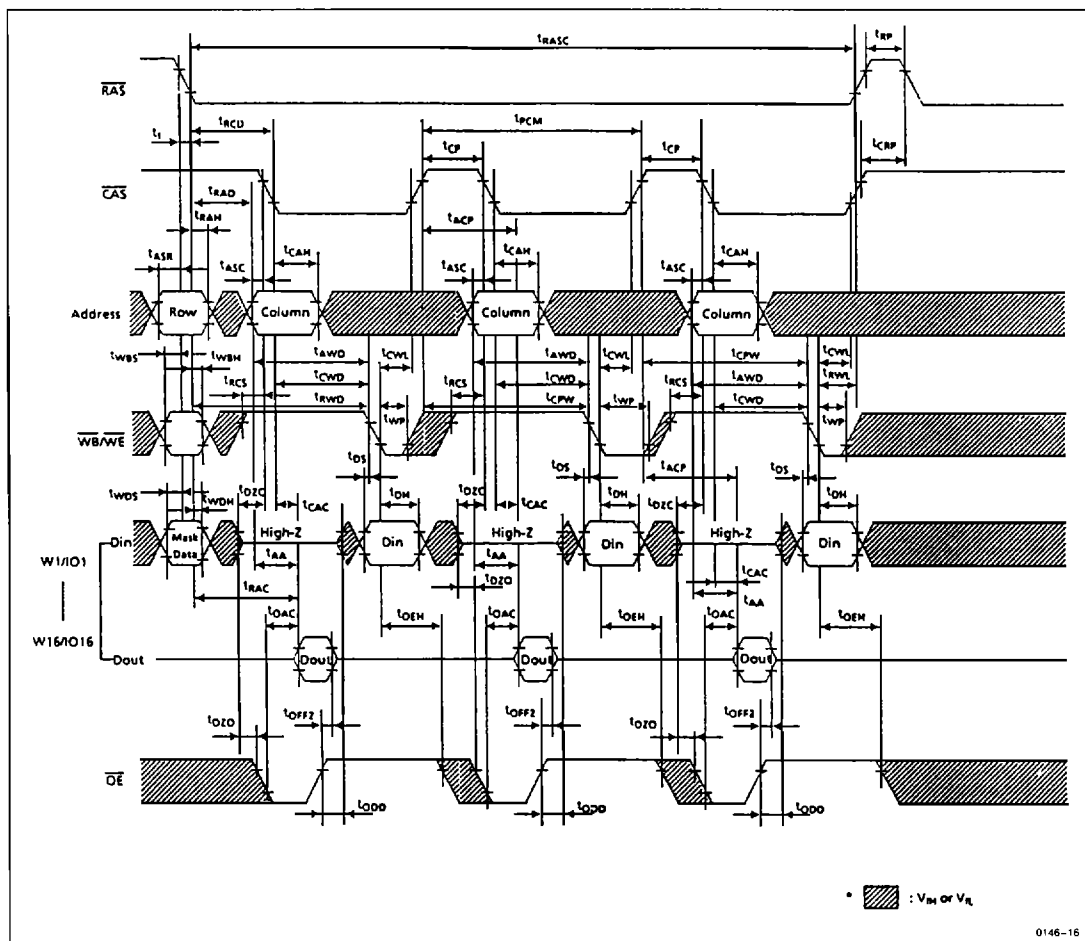 tRASC tRP
RAS
tRCD tPCM
tT tCP tCP tCRP
CAS
tRAD
tRAH tACP
tASR tASC tCAH tASC tCAH tASC tCAH
Address Row Column Column Column
tWBS tWBH tAWD tCWL tAWD tCWL tCPW tCWL
tRCS tCWD tRCS tCWD tRCS tAWD tRWL
tRWD tWP tCPW tWP tCWD tWP
WB/WE
tDS tDS tACP tDS
tWDS tWDH tDZC tCAC tDH tDZC tCAC tDH tDZC tDH
Din Mask Data High-Z Din High-Z Din High-Z Din
W1/IO1 tAA tAA tDZO tCAC
tRAC tAA
W16/IO16 tOAC tOEH tOAC tOEH tOAC tOEH
Dout Dout Dout Dout
tDZO tOFF2 tOFF2 tDZO tOFF2
OE
tODD tODD tODD
* : VIH or VIL
0146-16